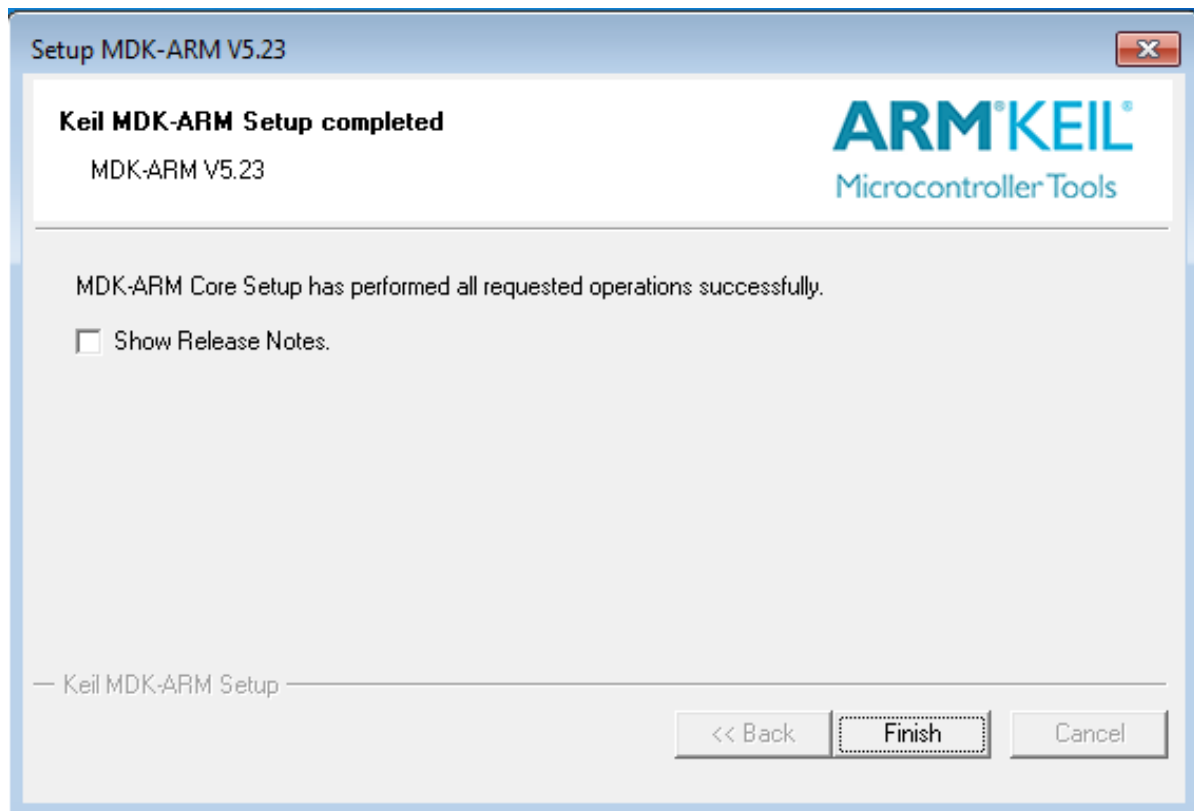 Setup MDK-ARM V5.23
Keil MDK-ARM Setup completed
MDK-ARM V5.23
ARM®KEIL®
Microcontroller Tools
MDK-ARM Core Setup has performed all requested operations successfully.
Show Release Notes.
Keil MDK-ARM Setup
<< Back Finish Cancel